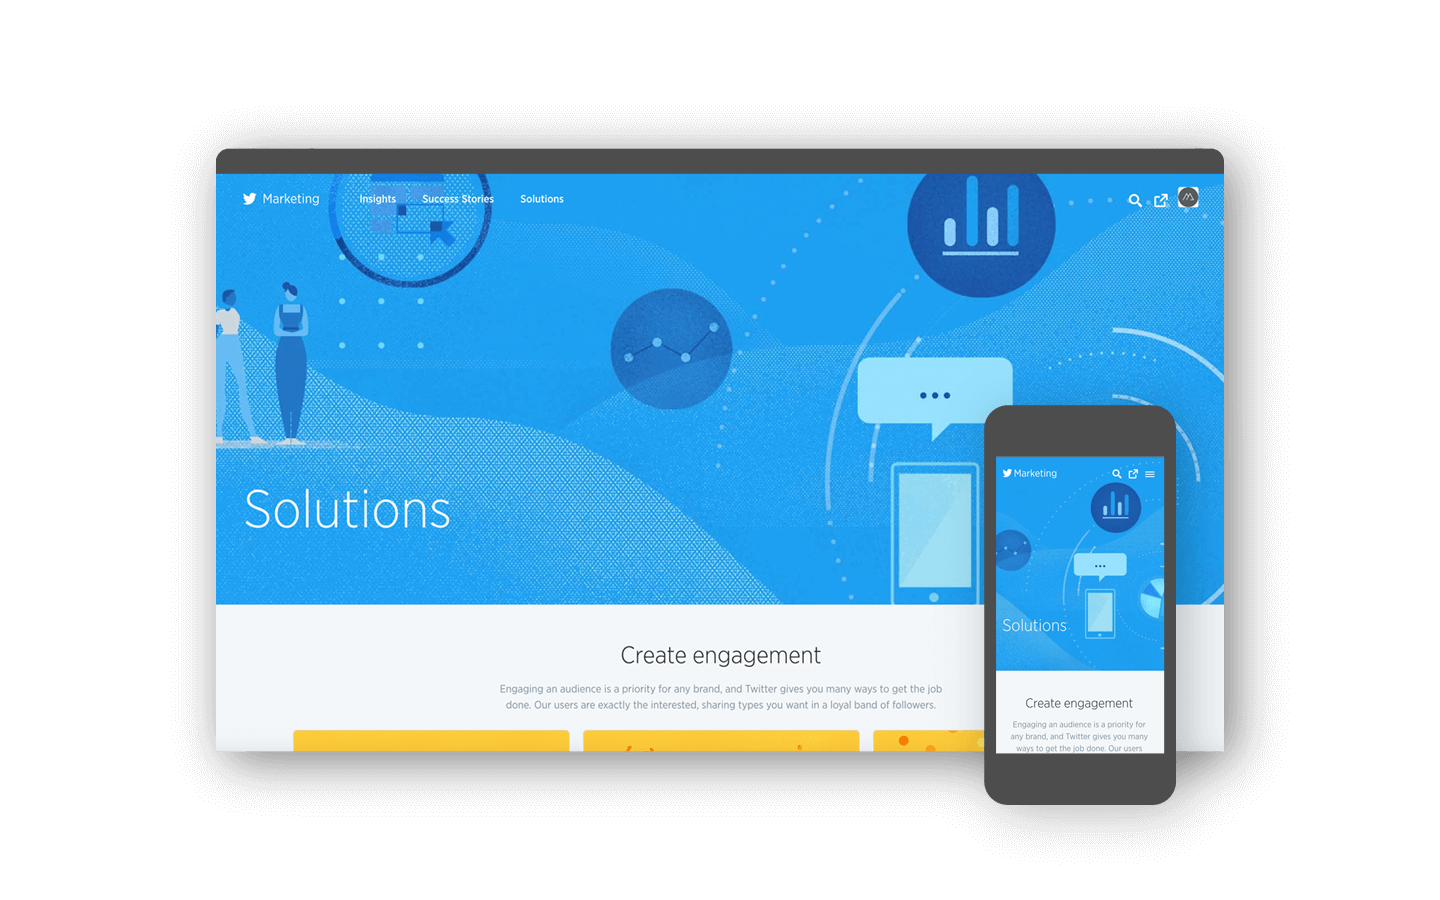 Marketing Insights Success Stories Solutions
Solutions
Create engagement
Engaging an audience is a priority for any brand, and Twitter gives you many ways to get the job
done. Our users are exactly the interested, sharing types you want in a loyal band of followers.
Marketing
Solutions
Create engagement
Engaging an audience is a priority for
any brand, and Twitter gives you many
ways to get the job done. Our users